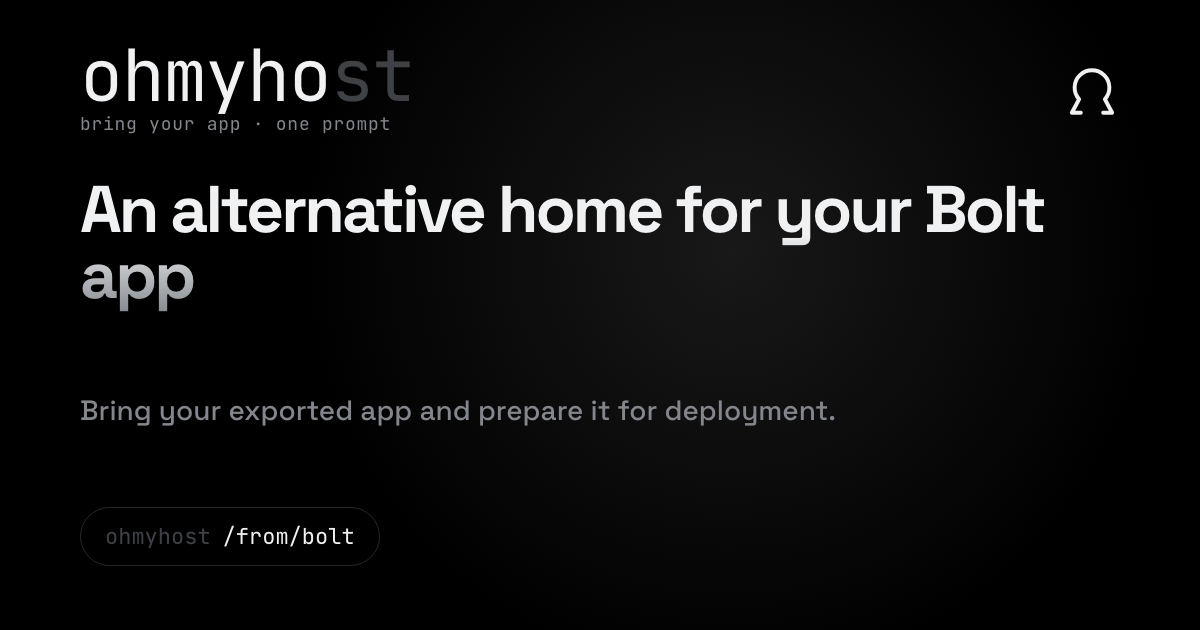 ohmyhost
bring your app · one prompt
An alternative home for your Bolt
app
Bring your exported app and prepare it for deployment.
ohmyhost /from/bolt